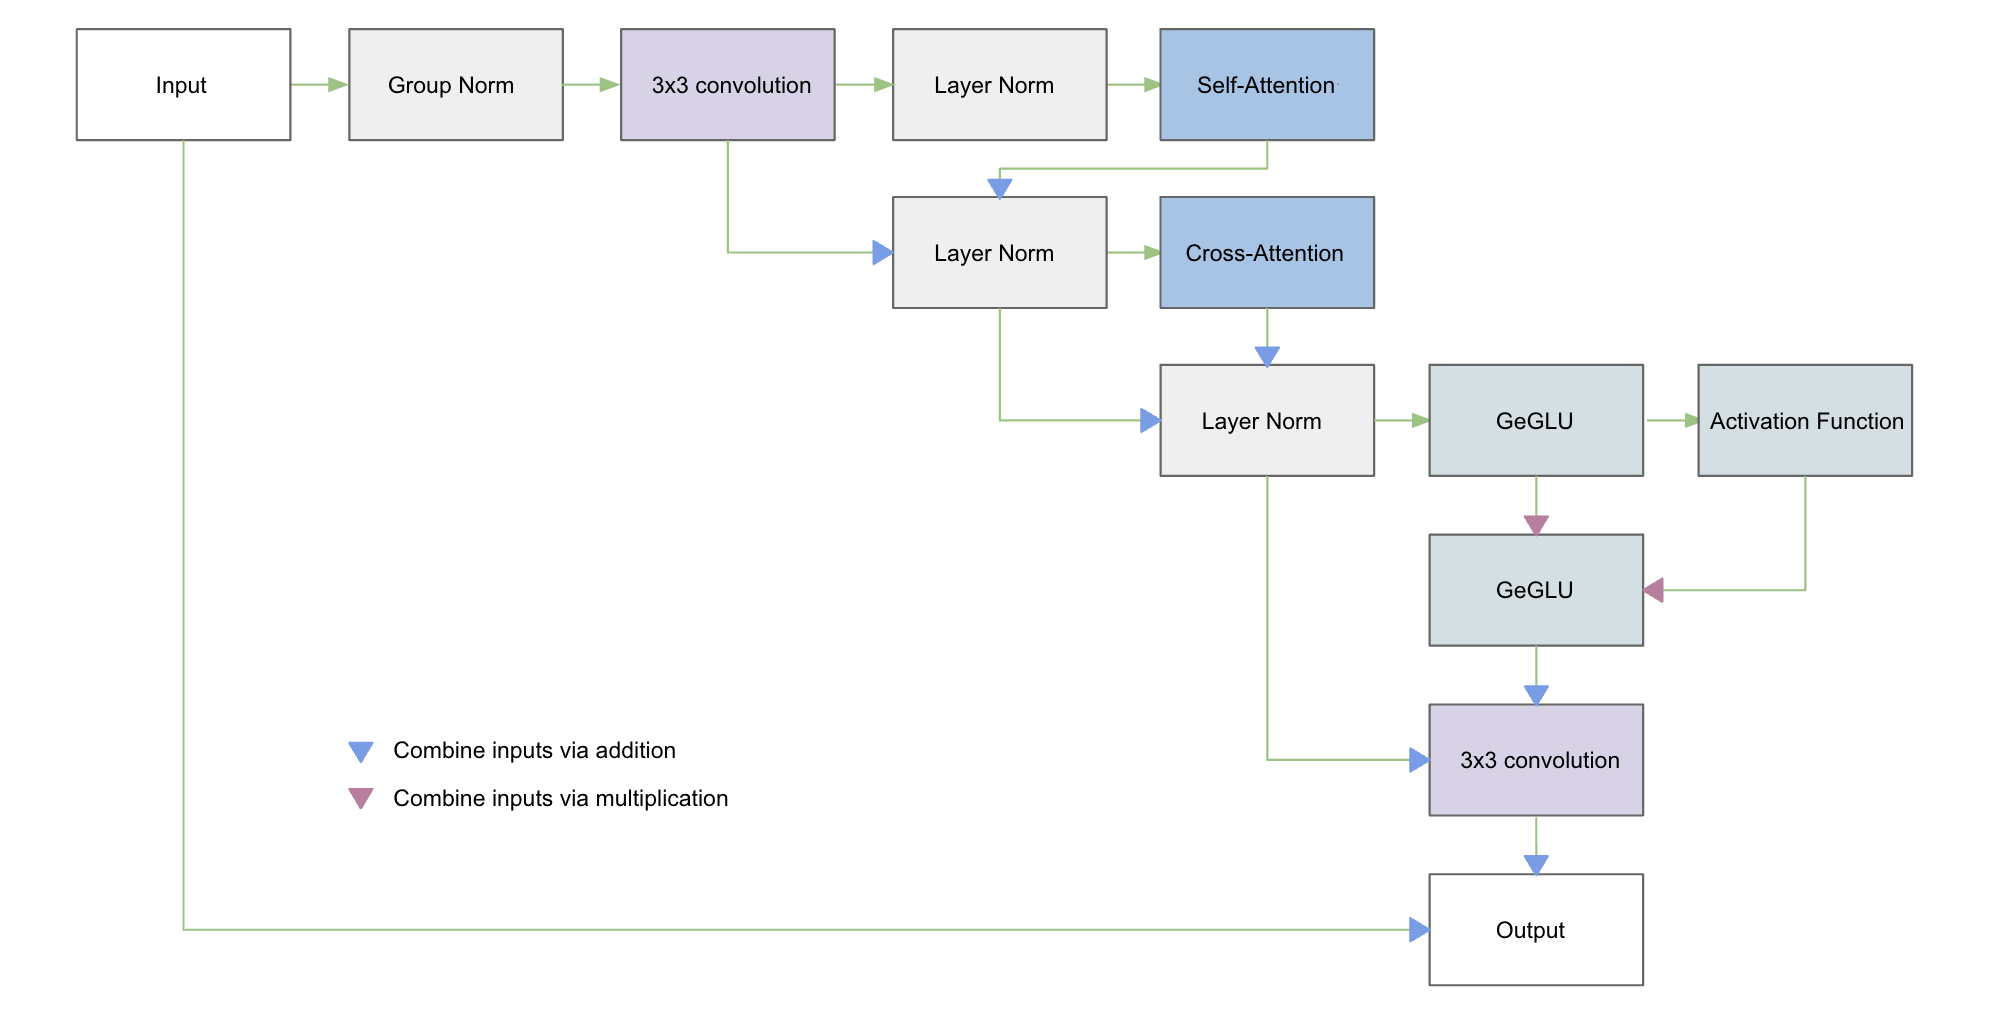 Input
Group Norm
3x3 convolution
Layer Norm
Self-Attention
Layer Norm
Cross-Attention
Layer Norm
GeGLU
Activation Function
GeGLU
3x3 convolution
Combine inputs via addition
Combine inputs via multiplication
Output